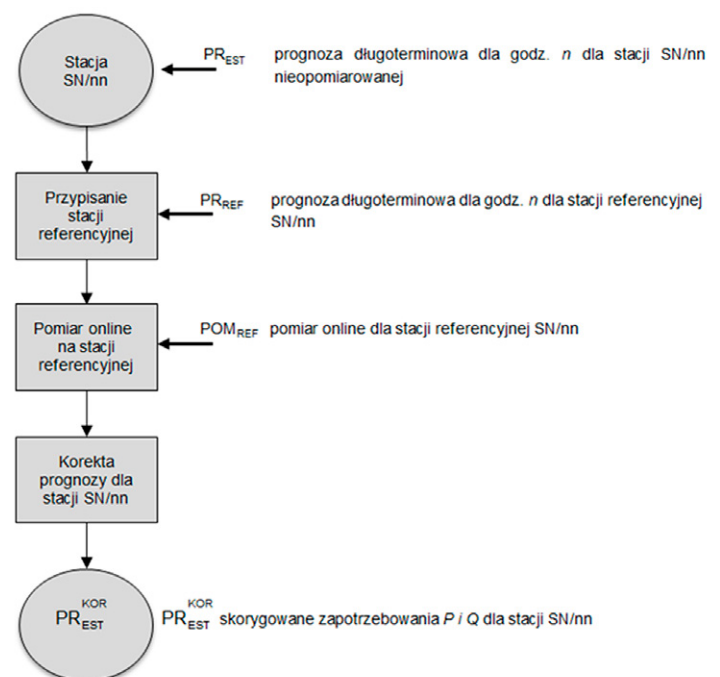 Stacja
SN/nn
PR_EST prognoza długoterminowa dla godz. n dla stacji SN/nn
nieopomiarowanej
Przypisanie
stacji
referencyjnej
PR_REF prognoza długoterminowa dla godz. n dla stacji referencyjnej
SN/nn
Pomiar online
na stacji
referencyjnej
POM_REF pomiar online dla stacji referencyjnej SN/nn
Korekta
prognozy dla
stacji SN/nn
PR_EST^KOR
PR_EST^KOR skorygowane zapotrzebowania P i Q dla stacji SN/nn